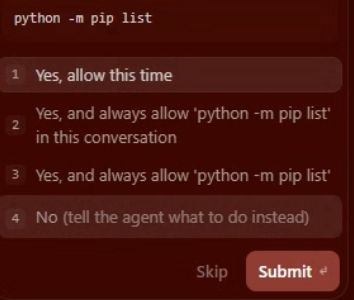 python -m pip list
1 Yes, allow this time
2 Yes, and always allow 'python -m pip list'
in this conversation
3 Yes, and always allow 'python -m pip list'
4 No (tell the agent what to do instead)
Skip Submit ⏎